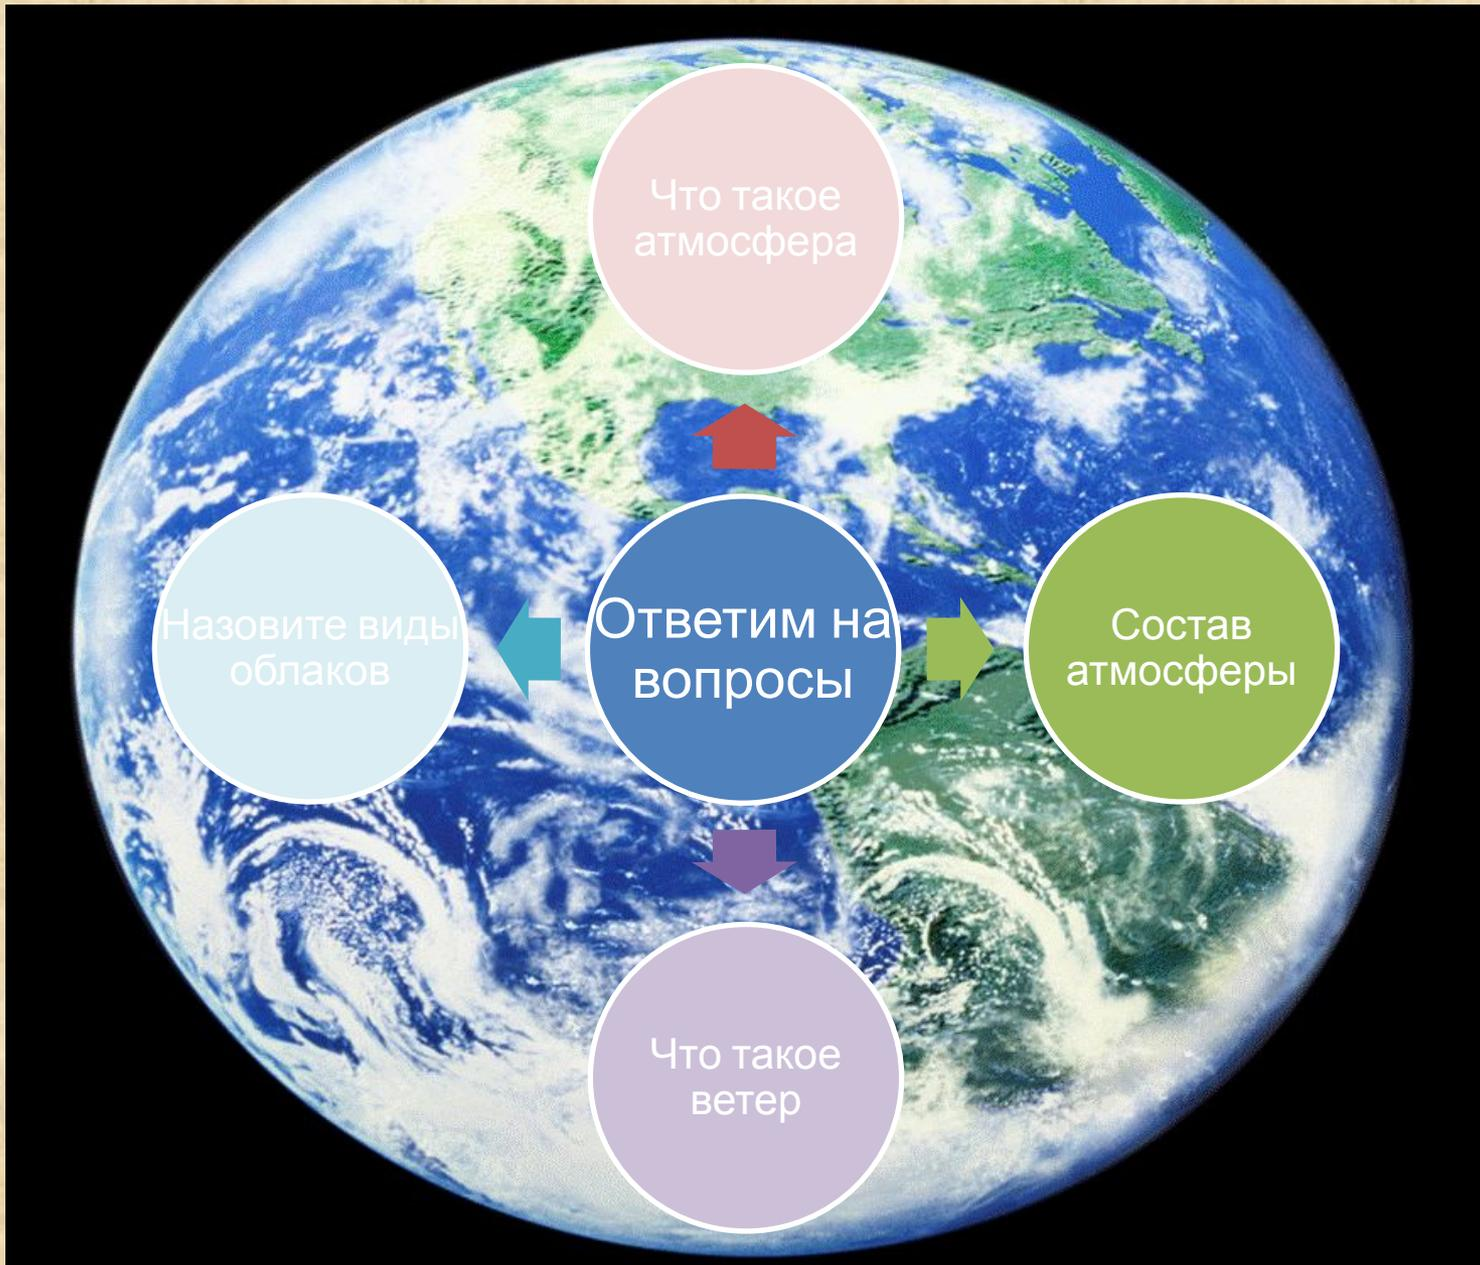 Что такое
атмосфера
Назовите виды
облаков
Ответим на
вопросы
Состав
атмосферы
Что такое
ветер